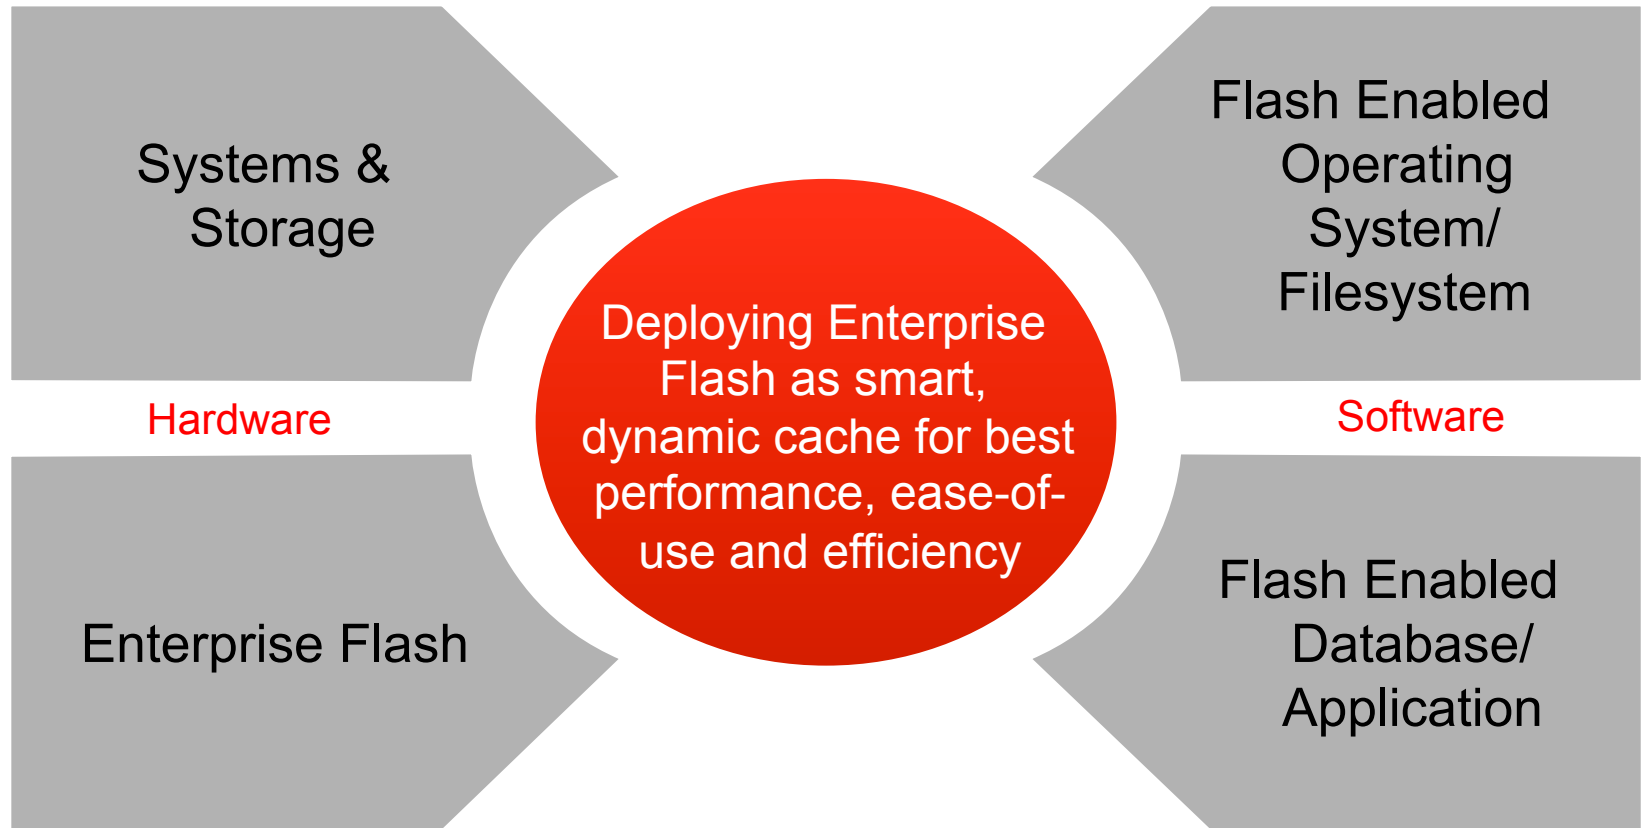 Systems &
Storage
Hardware
Enterprise Flash
Deploying Enterprise
Flash as smart,
dynamic cache for best
performance, ease-of-
use and efficiency
Flash Enabled
Operating
System/
Filesystem
Software
Flash Enabled
Database/
Application